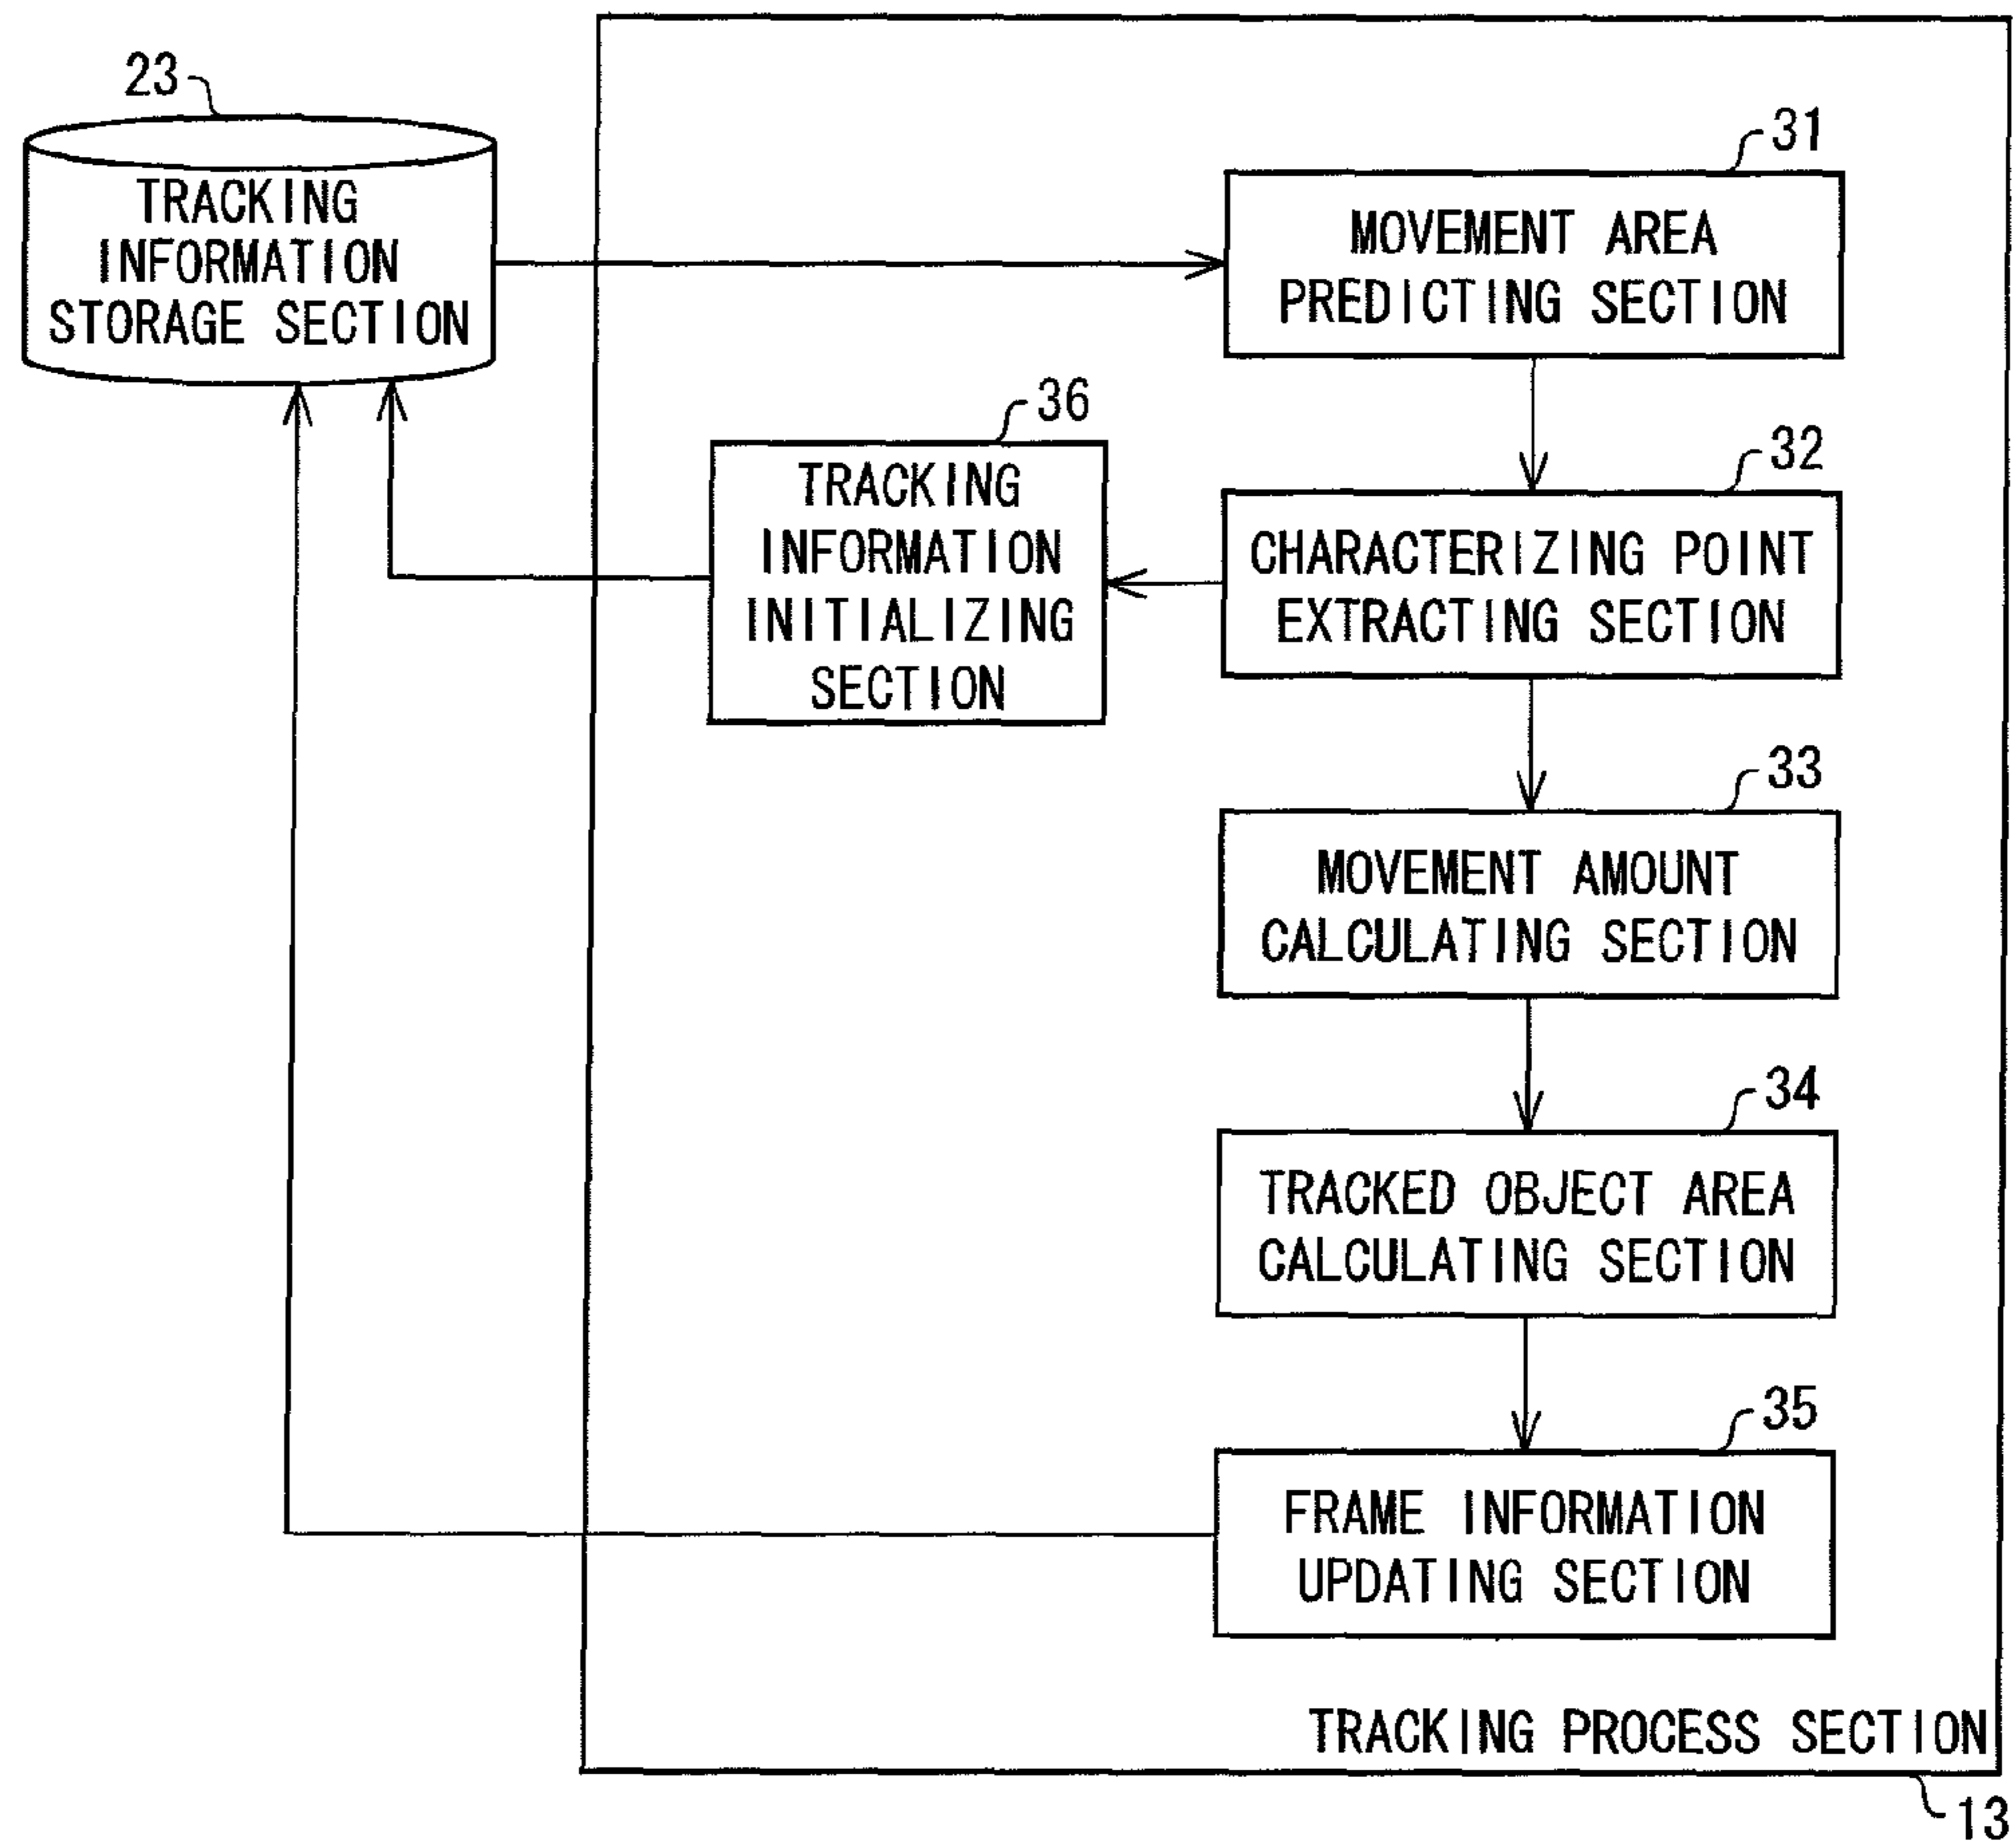 23
TRACKING
INFORMATION
STORAGE SECTION
31
MOVEMENT AREA
PREDICTING SECTION
36
TRACKING
INFORMATION
INITIALIZING
SECTION
32
CHARACTERIZING POINT
EXTRACTING SECTION
33
MOVEMENT AMOUNT
CALCULATING SECTION
34
TRACKED OBJECT AREA
CALCULATING SECTION
35
FRAME INFORMATION
UPDATING SECTION
TRACKING PROCESS SECTION
13